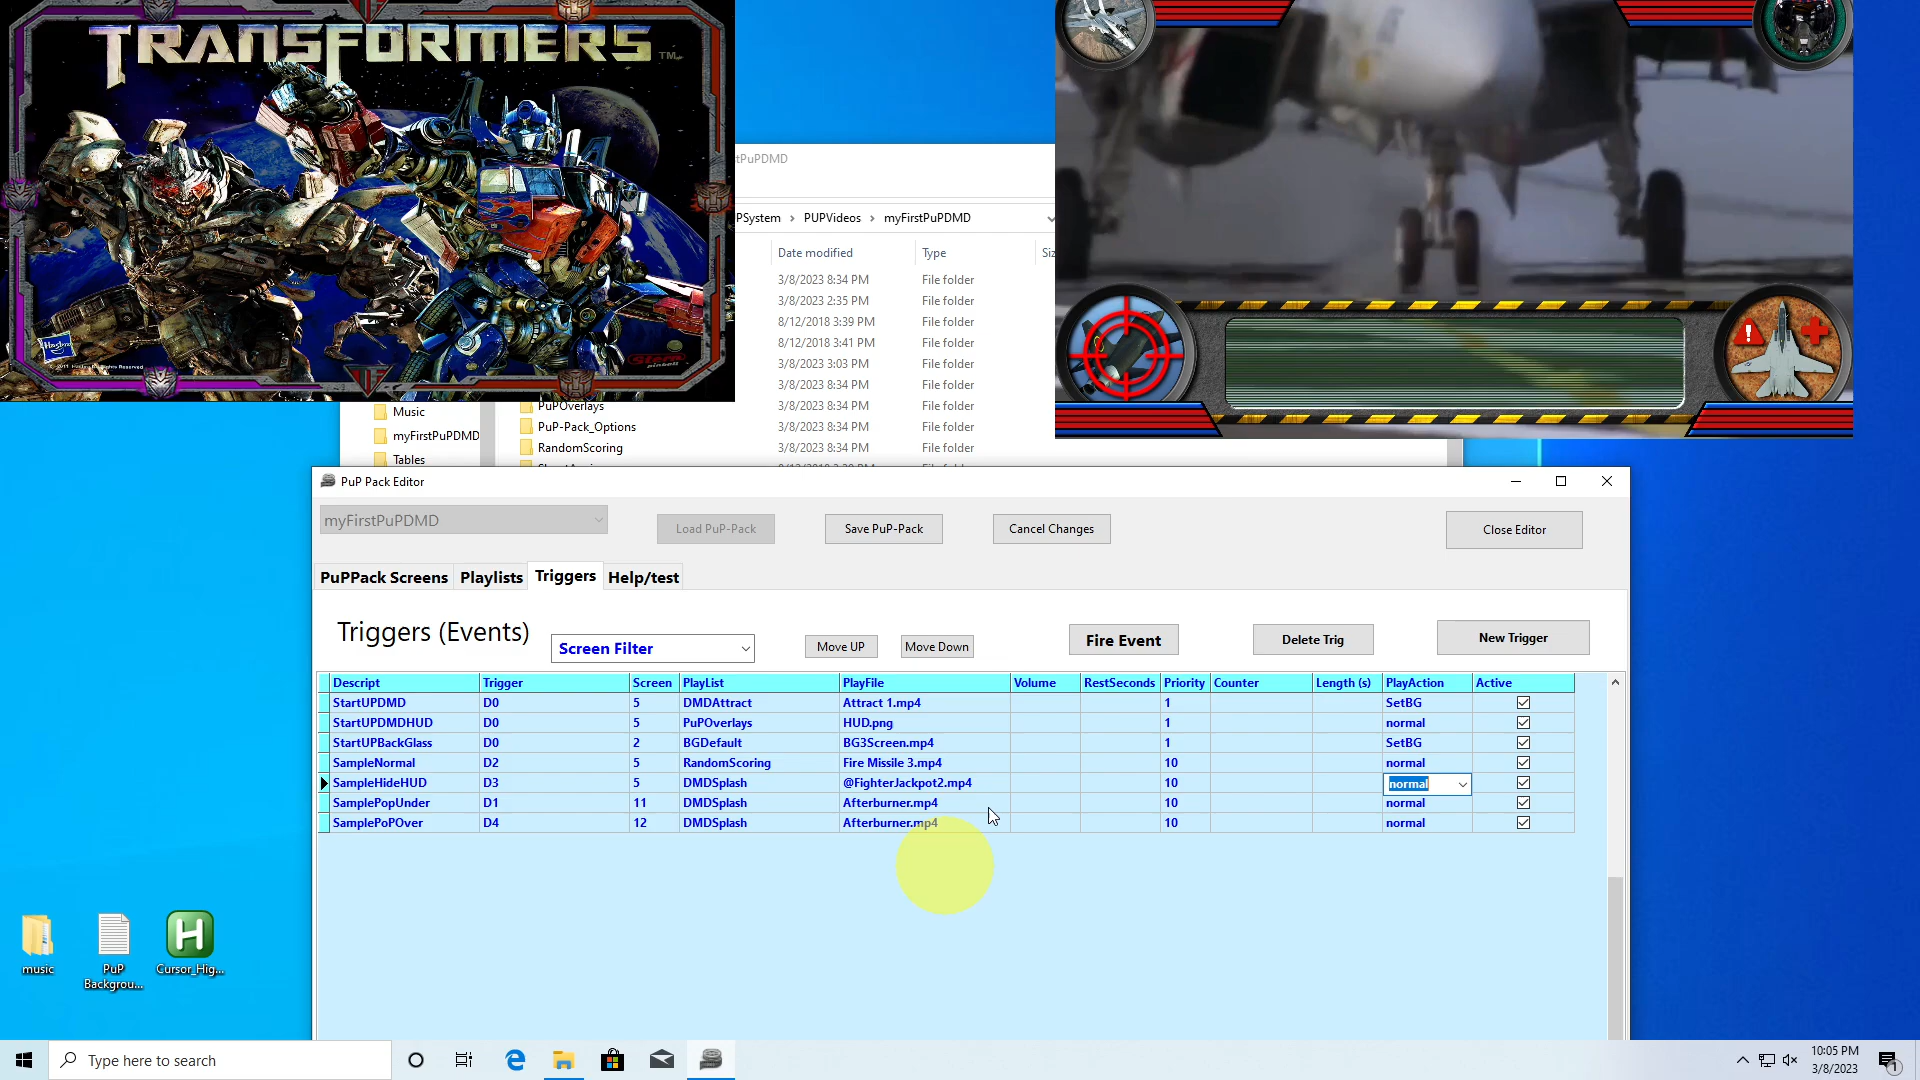 TRANSFORMERS™
Hasbro
Stern
pinball
tPuPDMD
PSystem > PUPVideos > myFirstPuPDMD
Date modified Type Siz
3/8/2023 8:34 PM File folder
3/8/2023 2:35 PM File folder
8/12/2018 3:39 PM File folder
8/12/2018 3:41 PM File folder
3/8/2023 3:03 PM File folder
3/8/2023 8:34 PM File folder
Music PuPOverlays 3/8/2023 8:34 PM File folder
myFirstPuPDMD PuP-Pack_Options 3/8/2023 8:34 PM File folder
Tables RandomScoring 3/8/2023 8:34 PM File folder
PuP Pack Editor
myFirstPuPDMD Load PuP-Pack Save PuP-Pack Cancel Changes Close Editor
PuPPack Screens Playlists Triggers Help/test
Triggers (Events) Screen Filter Move UP Move Down Fire Event Delete Trig New Trigger
Descript Trigger Screen PlayList PlayFile Volume RestSeconds Priority Counter Length (s) PlayAction Active
StartUPDMD D0 5 DMDAttract Attract 1.mp4 1 SetBG
StartUPDMDHUD D0 5 PuPOverlays HUD.png 1 normal
StartUPBackGlass D0 2 BGDefault BG3Screen.mp4 1 SetBG
SampleNormal D2 5 RandomScoring Fire Missile 3.mp4 10 normal
SampleHideHUD D3 5 DMDSplash @FighterJackpot2.mp4 10 normal
SamplePopUnder D1 11 DMDSplash Afterburner.mp4 10 normal
SamplePoPOver D4 12 DMDSplash Afterburner.mp4 10 normal
music
PuP
Backgrou...
Cursor_Hig...
Type here to search
10:05 PM
3/8/2023
1